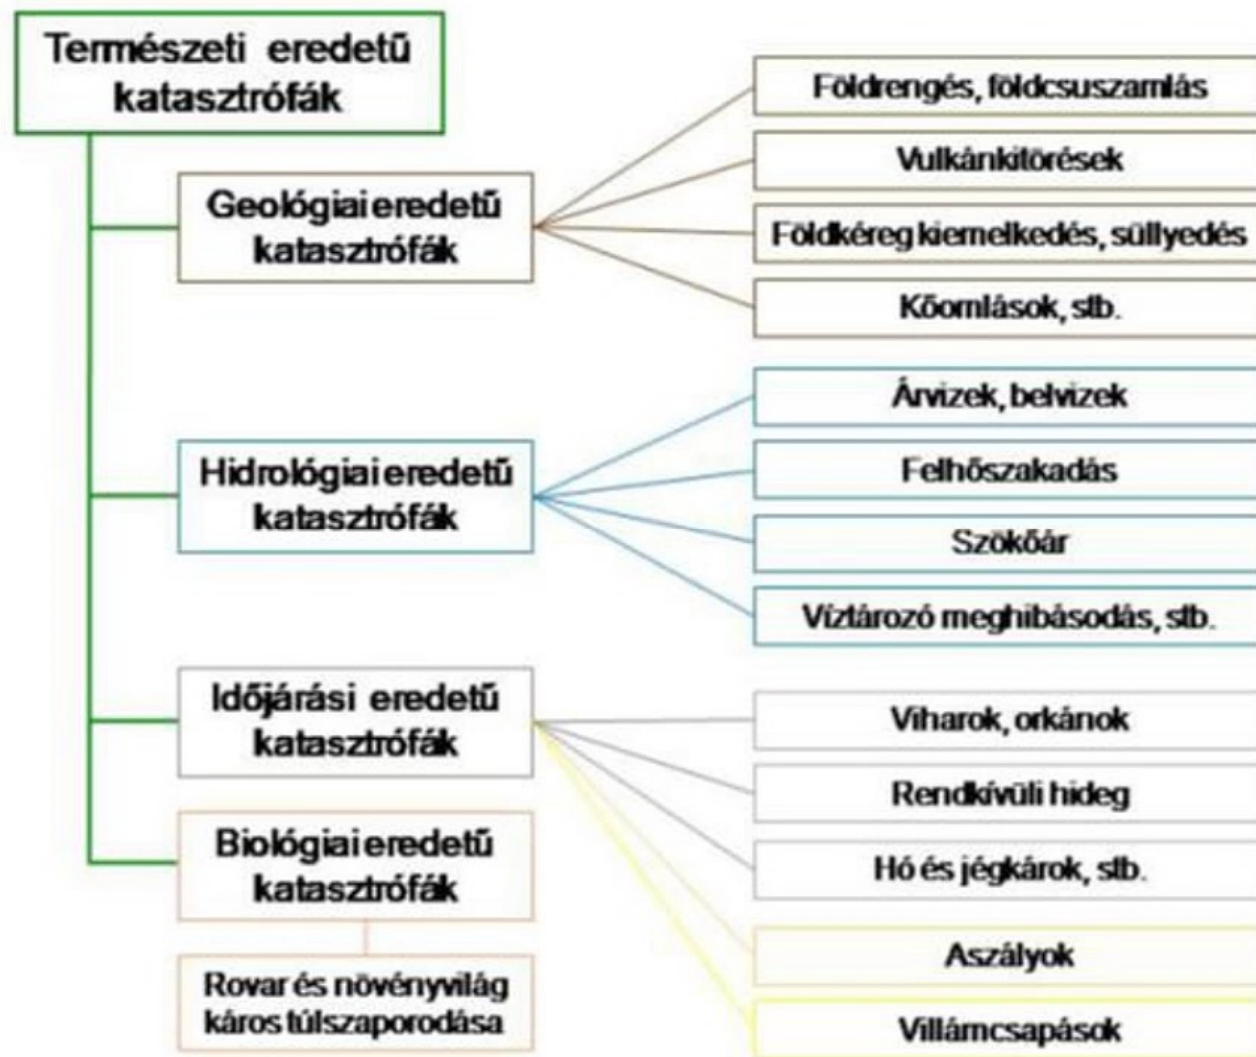 Természeti eredetű
katasztrófák
Geológiai eredetű
katasztrófák
Földrengés, földcsuszamlás
Vulkánkitörések
Földkéreg kiemelkedés, süllyedés
Kőomlások, stb.
Hidrológiai eredetű
katasztrófák
Árvizek, belvizek
Felhőszakadás
Szökőár
Víztározó meghibásodás, stb.
Időjárási eredetű
katasztrófák
Viharok, orkánok
Rendkívüli hideg
Hó és jégkárok, stb.
Aszályok
Villámcsapások
Biológiai eredetű
katasztrófák
Rovar és növényvilág
káros túlszaporodása